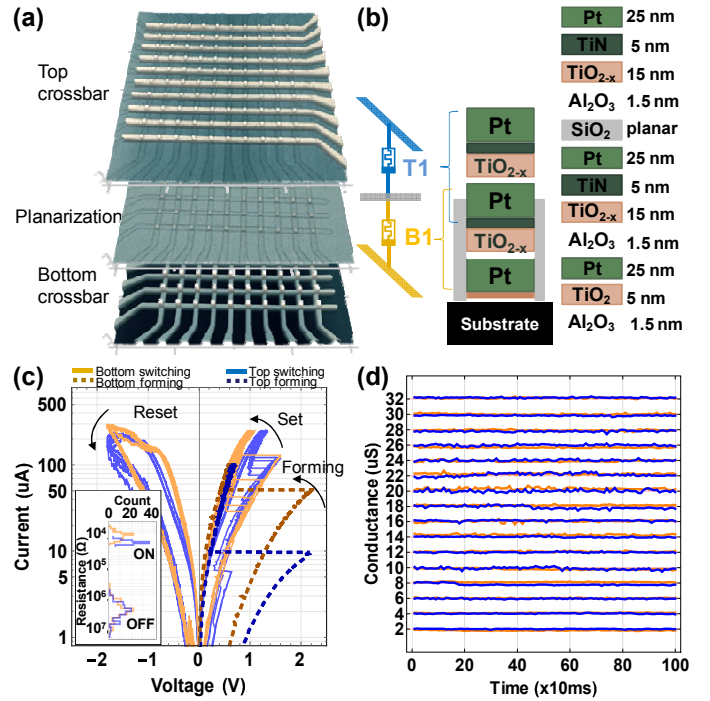 (a)
Top
crossbar
Planarization
Bottom
crossbar
(b)
T1
B1
Pt
TiO2-x
Pt
TiO2-x
Pt
Substrate
Pt 25 nm
TiN 5 nm
TiO2-x 15 nm
Al2O3 1.5 nm
SiO2 planar
Pt 25 nm
TiN 5 nm
TiO2-x 15 nm
Al2O3 1.5 nm
Pt 25 nm
TiO2 5 nm
Al2O3 1.5 nm
(c)
Bottom switching Top switching
Bottom forming Top forming
Reset
Set
Forming
500
100
50
10
5
1
Current (uA)
Count
0 20 40
Resistance (Ω)
10^4
10^5
10^6
10^7
ON
OFF
−2 −1 0 1 2
Voltage (V)
(d)
Conductance (uS)
32
30
28
26
24
22
20
18
16
14
12
10
8
6
4
2
0 20 40 60 80 100
Time (x10ms)